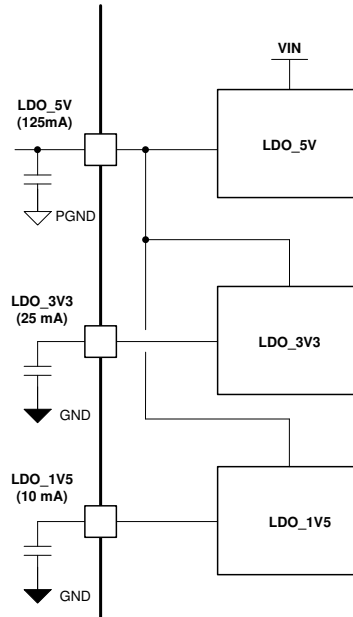 VIN
LDO_5V
(125mA)
LDO_5V
PGND
LDO_3V3
(25 mA)
LDO_3V3
GND
LDO_1V5
(10 mA)
LDO_1V5
GND